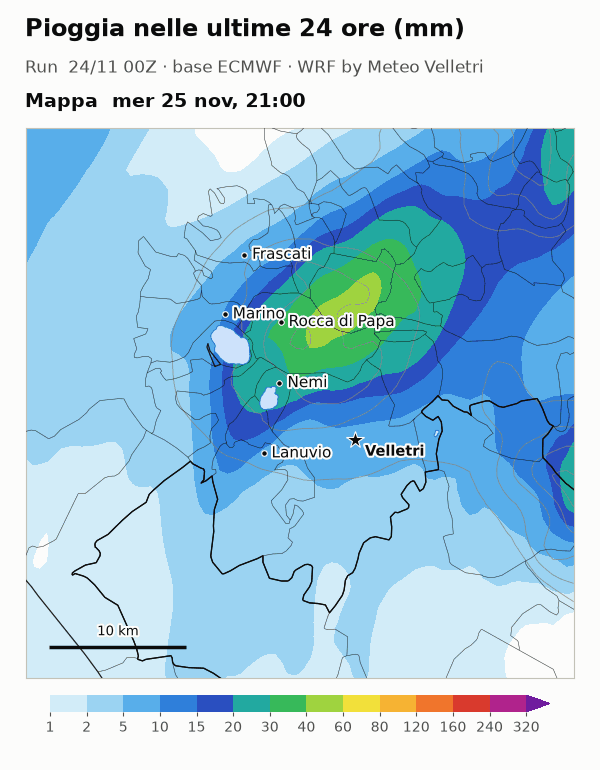 Pioggia nelle ultime 24 ore (mm)
Run 24/11 00Z · base ECMWF · WRF by Meteo Velletri
Mappa mer 25 nov, 21:00
Frascati
Marino
Rocca di Papa
Nemi
Velletri
Lanuvio
10 km
1 2 5 10 15 20 30 40 60 80 120 160 240 320